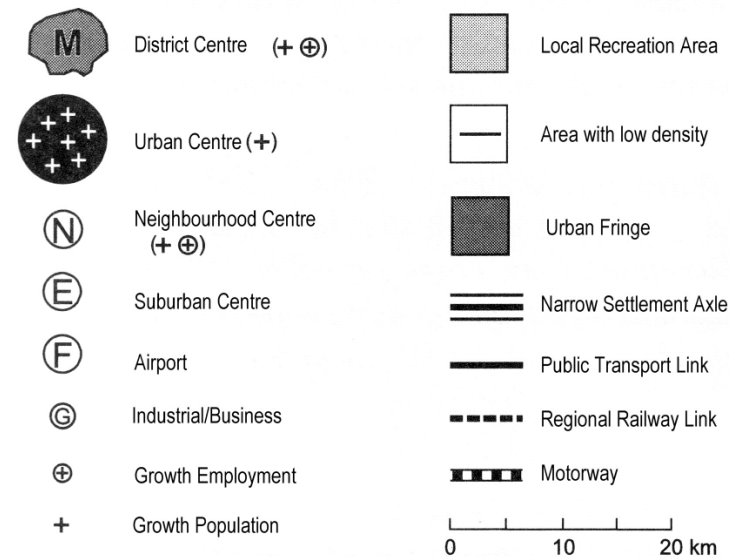 M
District Centre (+ ⊕)
Urban Centre (+)
N
Neighbourhood Centre
(+ ⊕)
E
Suburban Centre
F
Airport
G
Industrial/Business
⊕
Growth Employment
+
Growth Population
Local Recreation Area
Area with low density
Urban Fringe
Narrow Settlement Axle
Public Transport Link
Regional Railway Link
Motorway
0 10 20 km